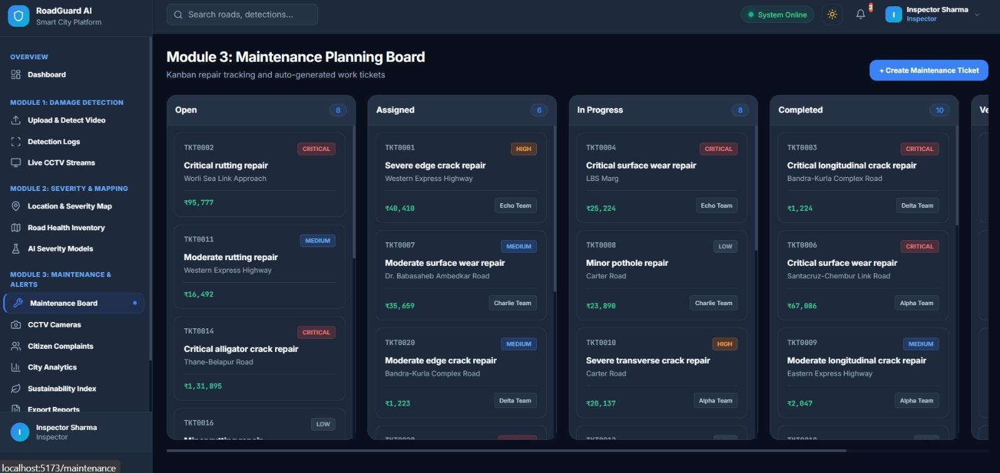 RoadGuard AI
Smart City Platform
Search roads, detections...
System Online
2
I
Inspector Sharma
Inspector
OVERVIEW
Dashboard
MODULE 1: DAMAGE DETECTION
Upload & Detect Video
Detection Logs
Live CCTV Streams
MODULE 2: SEVERITY & MAPPING
Location & Severity Map
Road Health Inventory
AI Severity Models
MODULE 3: MAINTENANCE &
ALERTS
Maintenance Board
CCTV Cameras
Citizen Complaints
City Analytics
Sustainability Index
Export Reports
I
Inspector Sharma
Inspector
localhost:5173/maintenance
Module 3: Maintenance Planning Board
Kanban repair tracking and auto-generated work tickets
+ Create Maintenance Ticket
Open
8
TKT0002
CRITICAL
Critical rutting repair
Worli Sea Link Approach
₹95,777
TKT0011
MEDIUM
Moderate rutting repair
Western Express Highway
₹16,492
TKT0014
CRITICAL
Critical alligator crack repair
Thane-Belapur Road
₹1,31,895
TKT0016
LOW
Minor rutting repair
Assigned
6
TKT0001
HIGH
Severe edge crack repair
Western Express Highway
₹40,410
Echo Team
TKT0007
MEDIUM
Moderate surface wear repair
Dr. Babasaheb Ambedkar Road
₹35,659
Charlie Team
TKT0020
MEDIUM
Moderate edge crack repair
Bandra-Kurla Complex Road
₹1,223
Delta Team
In Progress
8
TKT0004
CRITICAL
Critical surface wear repair
LBS Marg
₹25,224
Echo Team
TKT0008
LOW
Minor pothole repair
Carter Road
₹23,890
Charlie Team
TKT0010
HIGH
Severe transverse crack repair
Carter Road
₹20,137
Alpha Team
Completed
10
TKT0003
CRITICAL
Critical longitudinal crack repair
Bandra-Kurla Complex Road
₹1,224
Delta Team
TKT0006
CRITICAL
Critical surface wear repair
Santacruz-Chembur Link Road
₹67,086
Alpha Team
TKT0009
MEDIUM
Moderate longitudinal crack repair
Eastern Express Highway
₹2,047
Alpha Team
Ve